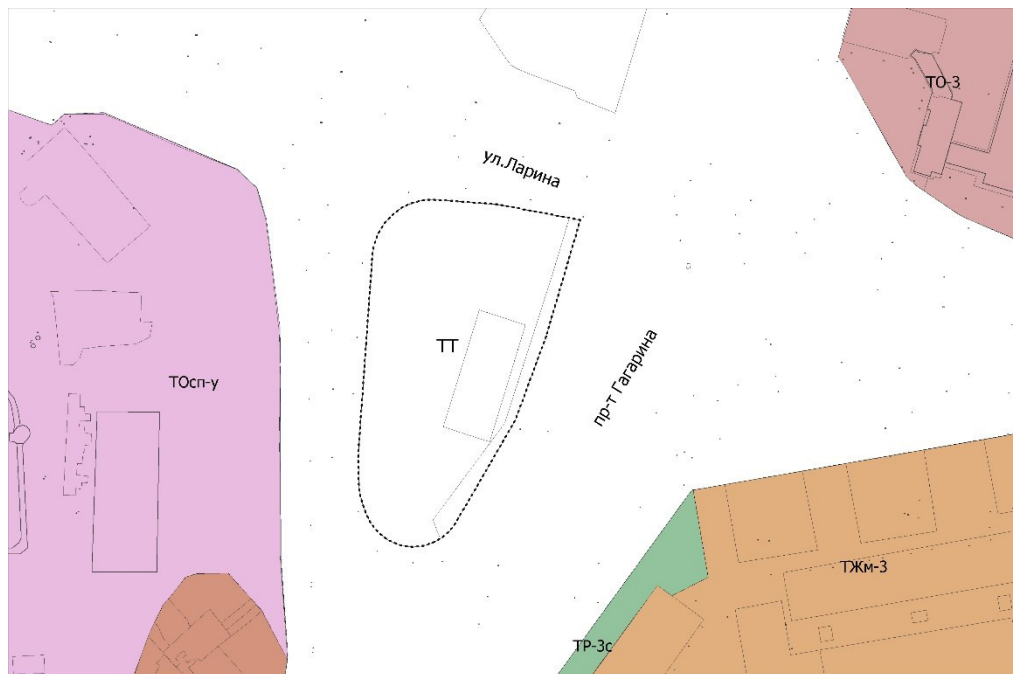 ТО-3
ул.Ларина
ТТ
пр-т Гагарина
ТОсп-у
ТЖм-3
ТР-3с